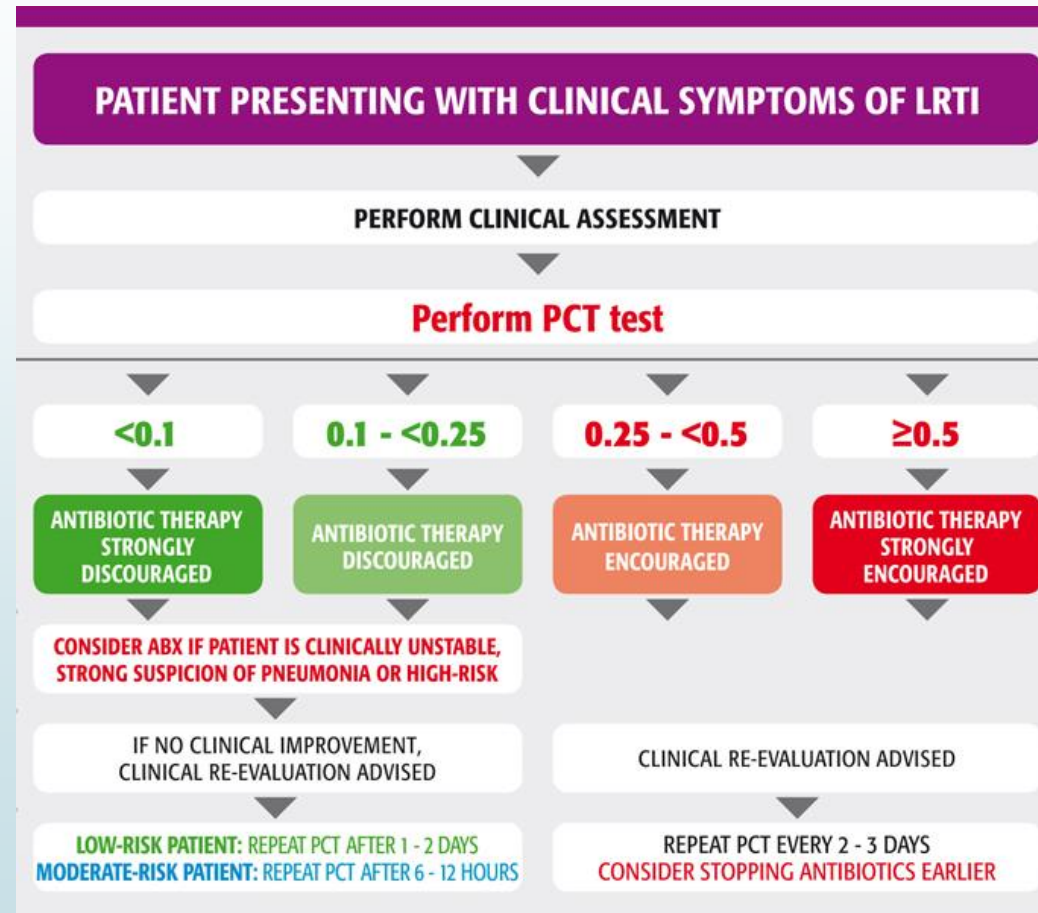 PATIENT PRESENTING WITH CLINICAL SYMPTOMS OF LRTI
PERFORM CLINICAL ASSESSMENT
Perform PCT test
<0.1
0.1 - <0.25
0.25 - <0.5
≥0.5
ANTIBIOTIC THERAPY
STRONGLY
DISCOURAGED
ANTIBIOTIC THERAPY
DISCOURAGED
ANTIBIOTIC THERAPY
ENCOURAGED
ANTIBIOTIC THERAPY
STRONGLY
ENCOURAGED
CONSIDER ABX IF PATIENT IS CLINICALLY UNSTABLE,
STRONG SUSPICION OF PNEUMONIA OR HIGH-RISK
IF NO CLINICAL IMPROVEMENT,
CLINICAL RE-EVALUATION ADVISED
CLINICAL RE-EVALUATION ADVISED
LOW-RISK PATIENT: REPEAT PCT AFTER 1 - 2 DAYS
MODERATE-RISK PATIENT: REPEAT PCT AFTER 6 - 12 HOURS
REPEAT PCT EVERY 2 - 3 DAYS
CONSIDER STOPPING ANTIBIOTICS EARLIER